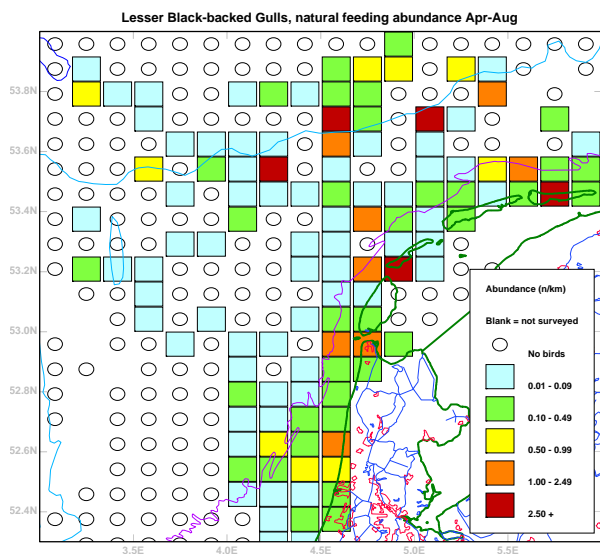 Lesser Black-backed Gulls, natural feeding abundance Apr-Aug
53.8N
53.6N
53.4N
53.2N
53.0N
52.8N
52.6N
52.4N
3.5E
4.0E
4.5E
5.0E
5.5E
Abundance (n/km)
Blank = not surveyed
No birds
0.01 - 0.09
0.10 - 0.49
0.50 - 0.99
1.00 - 2.49
2.50 +